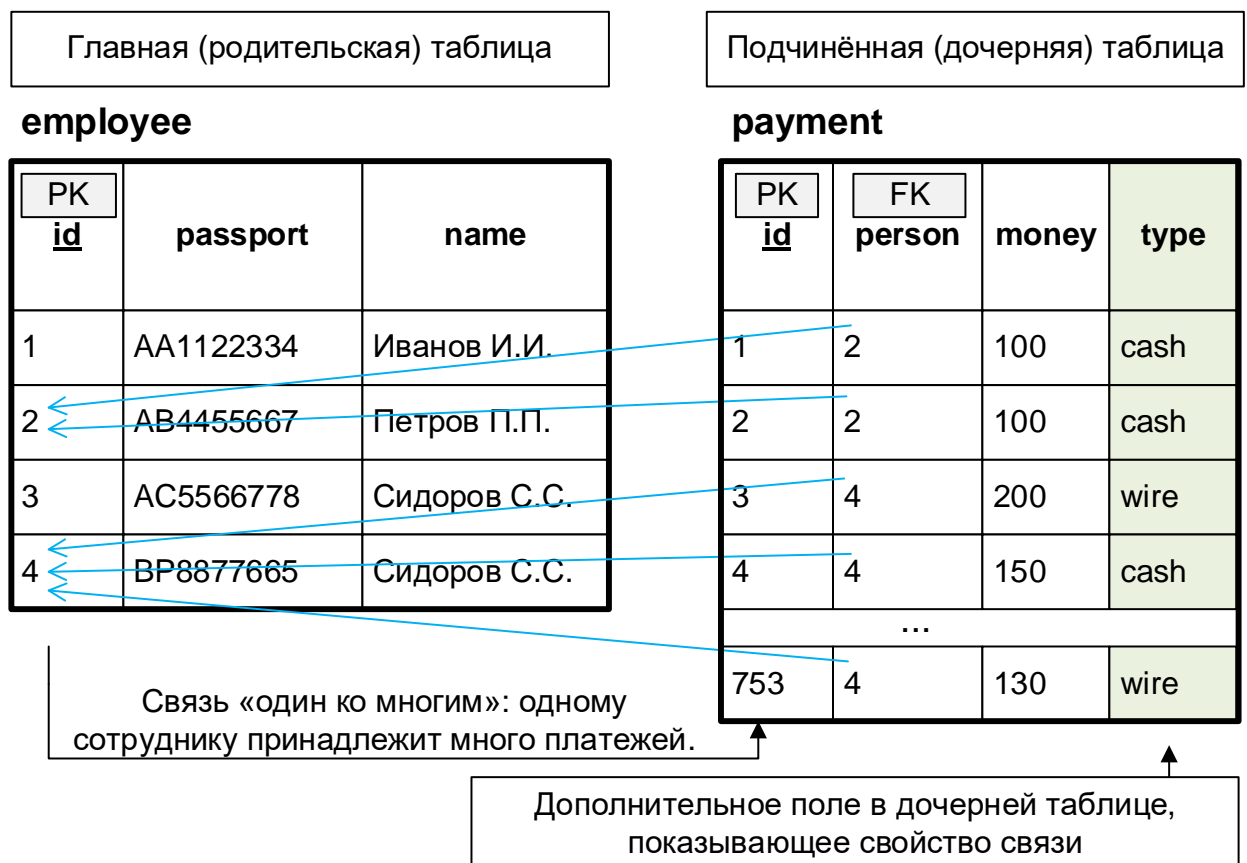 Главная (родительская) таблица
Подчинённая (дочерняя) таблица
employee
PK
id passport name
1 AA1122334 Иванов И.И.
2 AB4455667 Петров П.П.
3 AC5566778 Сидоров С.С.
4 BP8877665 Сидоров С.С.
payment
PK FK
id person money type
1 2 100 cash
2 2 100 cash
3 4 200 wire
4 4 150 cash
...
753 4 130 wire
Связь «один ко многим»: одному
сотруднику принадлежит много платежей.
Дополнительное поле в дочерней таблице,
показывающее свойство связи